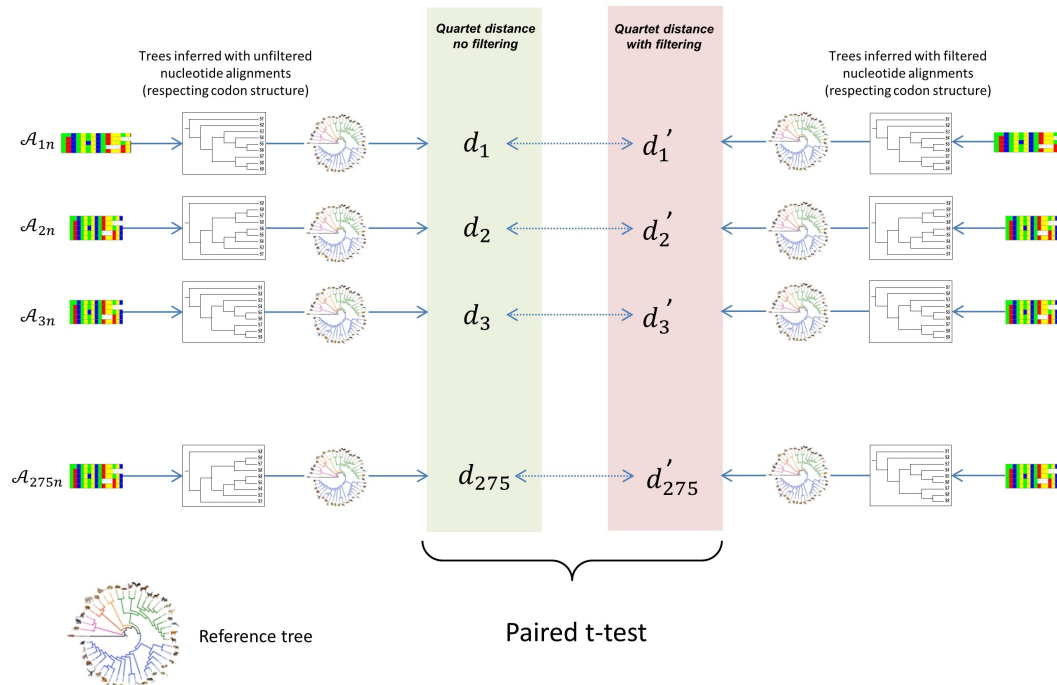 Quartet distance
no filtering
Quartet distance
with filtering
Trees inferred with unfiltered
nucleotide alignments
(respecting codon structure)
Trees inferred with filtered
nucleotide alignments
(respecting codon structure)
𝒜1n
d1
d1′
𝒜2n
d2
d2′
𝒜3n
d3
d3′
𝒜275n
d275
d′275
Reference tree
Paired t-test